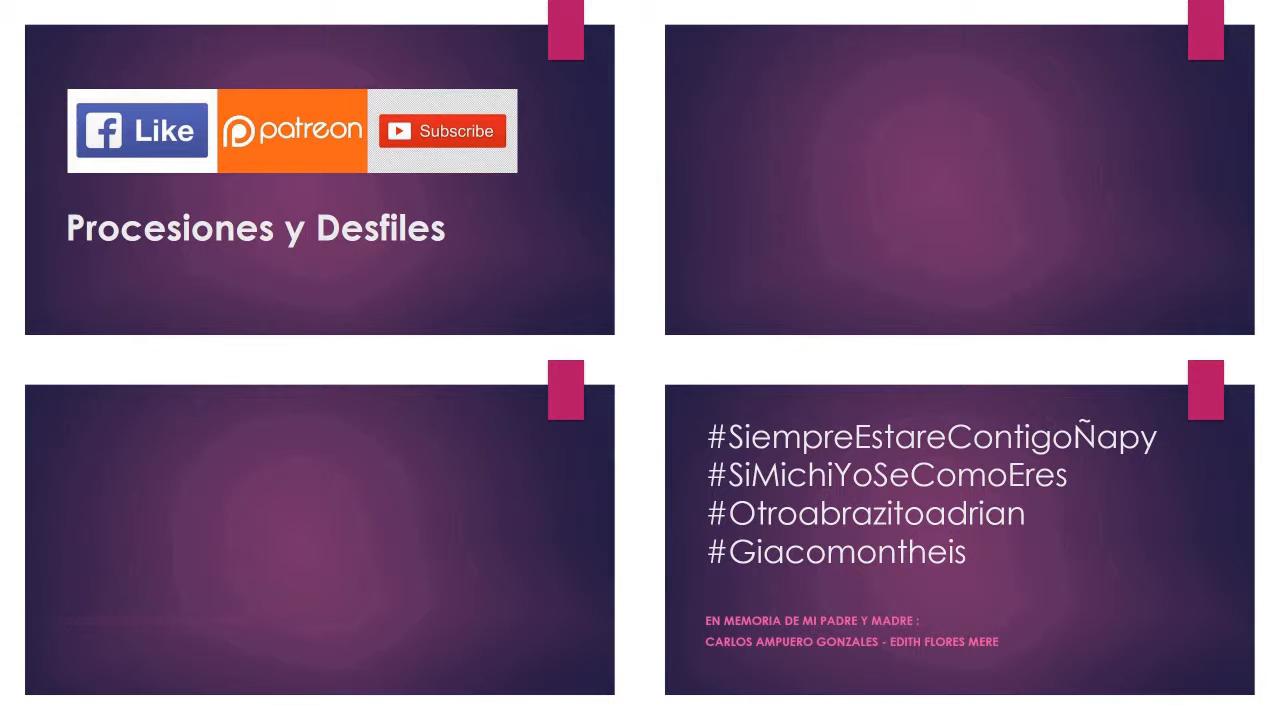 Like
patreon
Subscribe
Procesiones y Desfiles
#SiempreEstareContigoÑapy
#SiMichiYoSeComoEres
#Otroabrazitoadrian
#Giacomontheis
EN MEMORIA DE MI PADRE Y MADRE :
CARLOS AMPUERO GONZALES - EDITH FLORES MERE